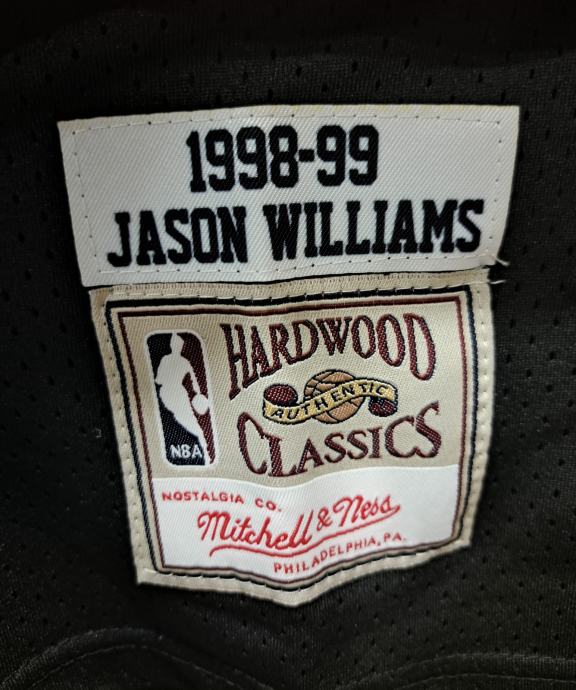 1998-99
JASON WILLIAMS
HARDWOOD
AUTHENTIC
CLASSICS
NBA
NOSTALGIA CO.
Mitchell & Ness
PHILADELPHIA, PA.